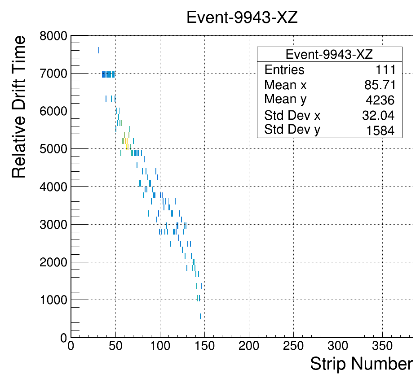 Event-9943-XZ
Event-9943-XZ
Entries 111
Mean x 85.71
Mean y 4236
Std Dev x 32.04
Std Dev y 1584
Relative Drift Time
8000
7000
6000
5000
4000
3000
2000
1000
0
0 50 100 150 200 250 300 350
Strip Number